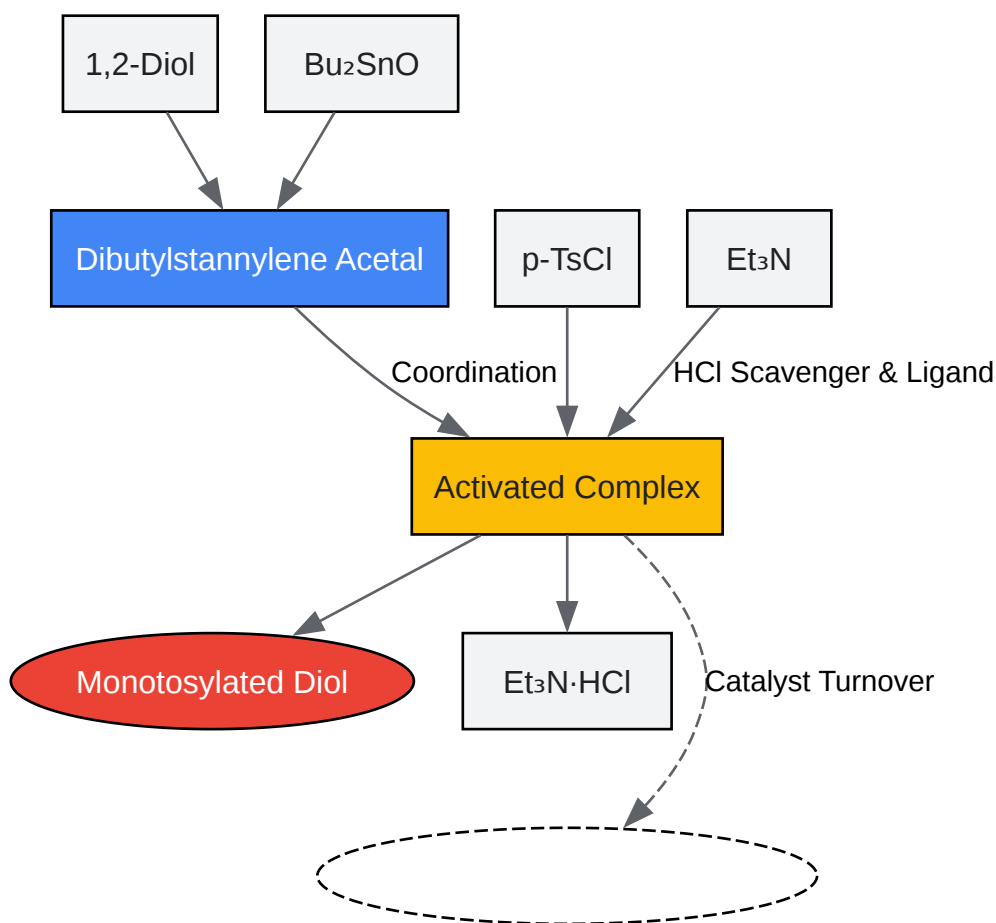 1,2-Diol
Bu₂SnO
Dibutylstannylene Acetal
p-TsCl
Et₃N
Coordination
HCl Scavenger & Ligand
Activated Complex
Monotosylated Diol
Et₃N·HCl
Catalyst Turnover